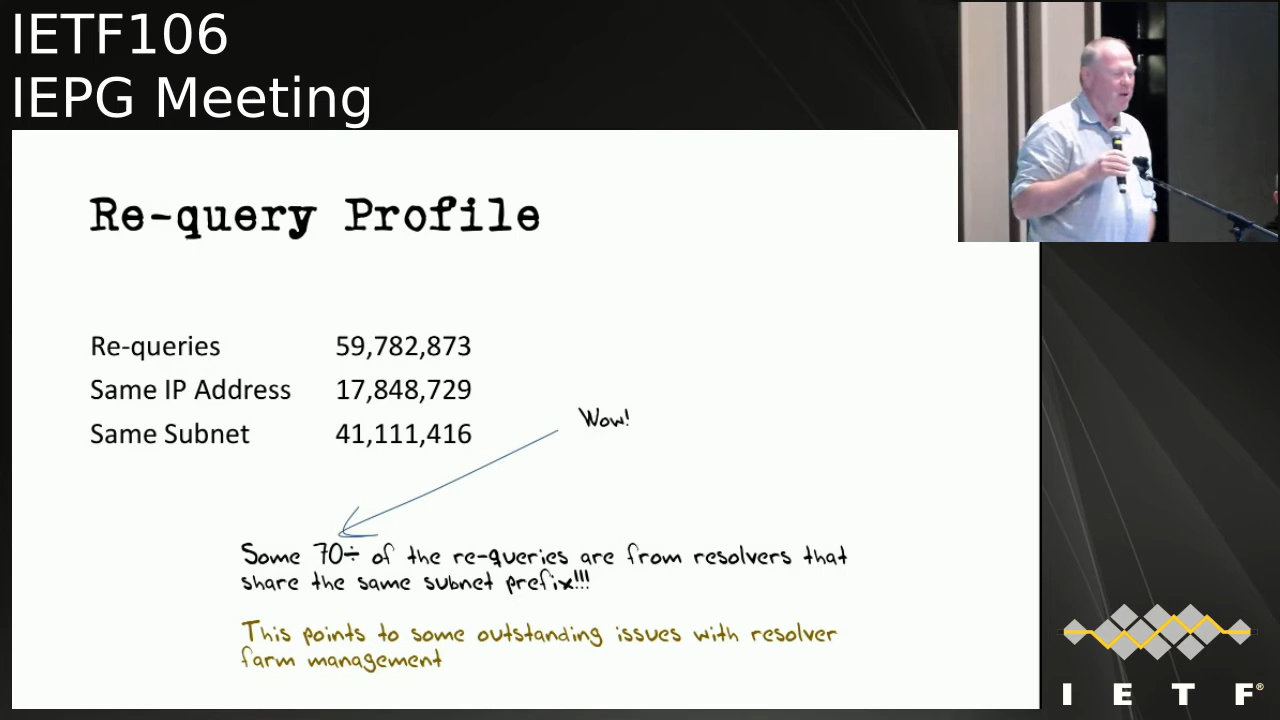 IETF106
IEPG Meeting
Re-query Profile
Re-queries 59,782,873
Same IP Address 17,848,729
Same Subnet 41,111,416
Wow!
Some 70÷ of the re-queries are from resolvers that
share the same subnet prefix!!!
This points to some outstanding issues with resolver
farm management
I E T F®